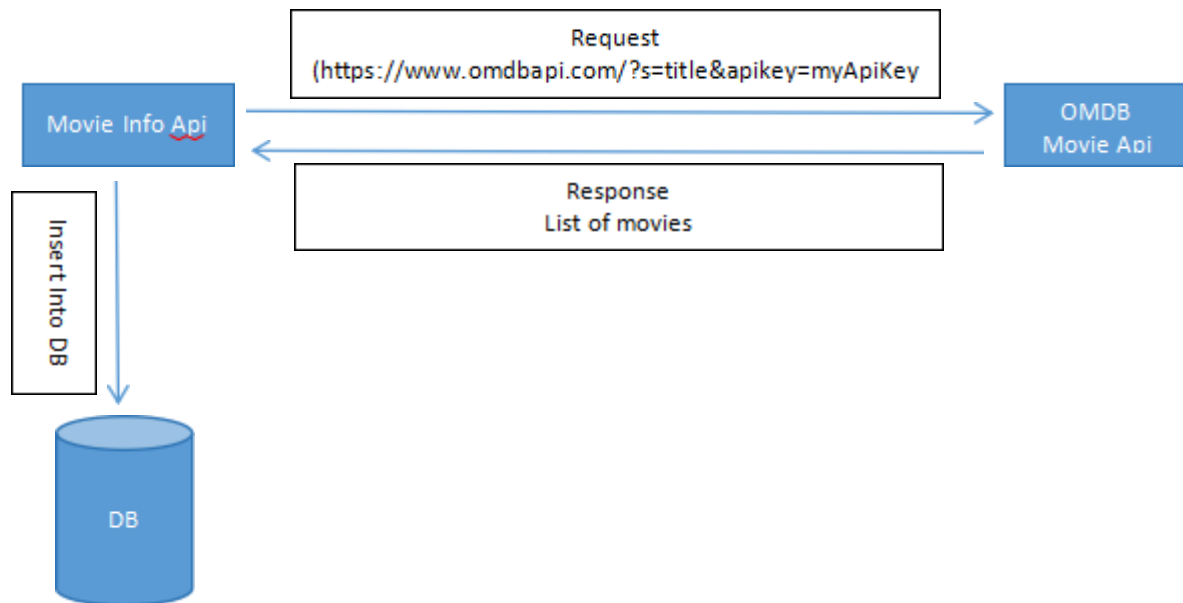 Request
(https://www.omdbapi.com/?s=title&apikey=myApiKey
Movie Info Api
OMDB
Movie Api
Response
List of movies
Insert Into DB
DB